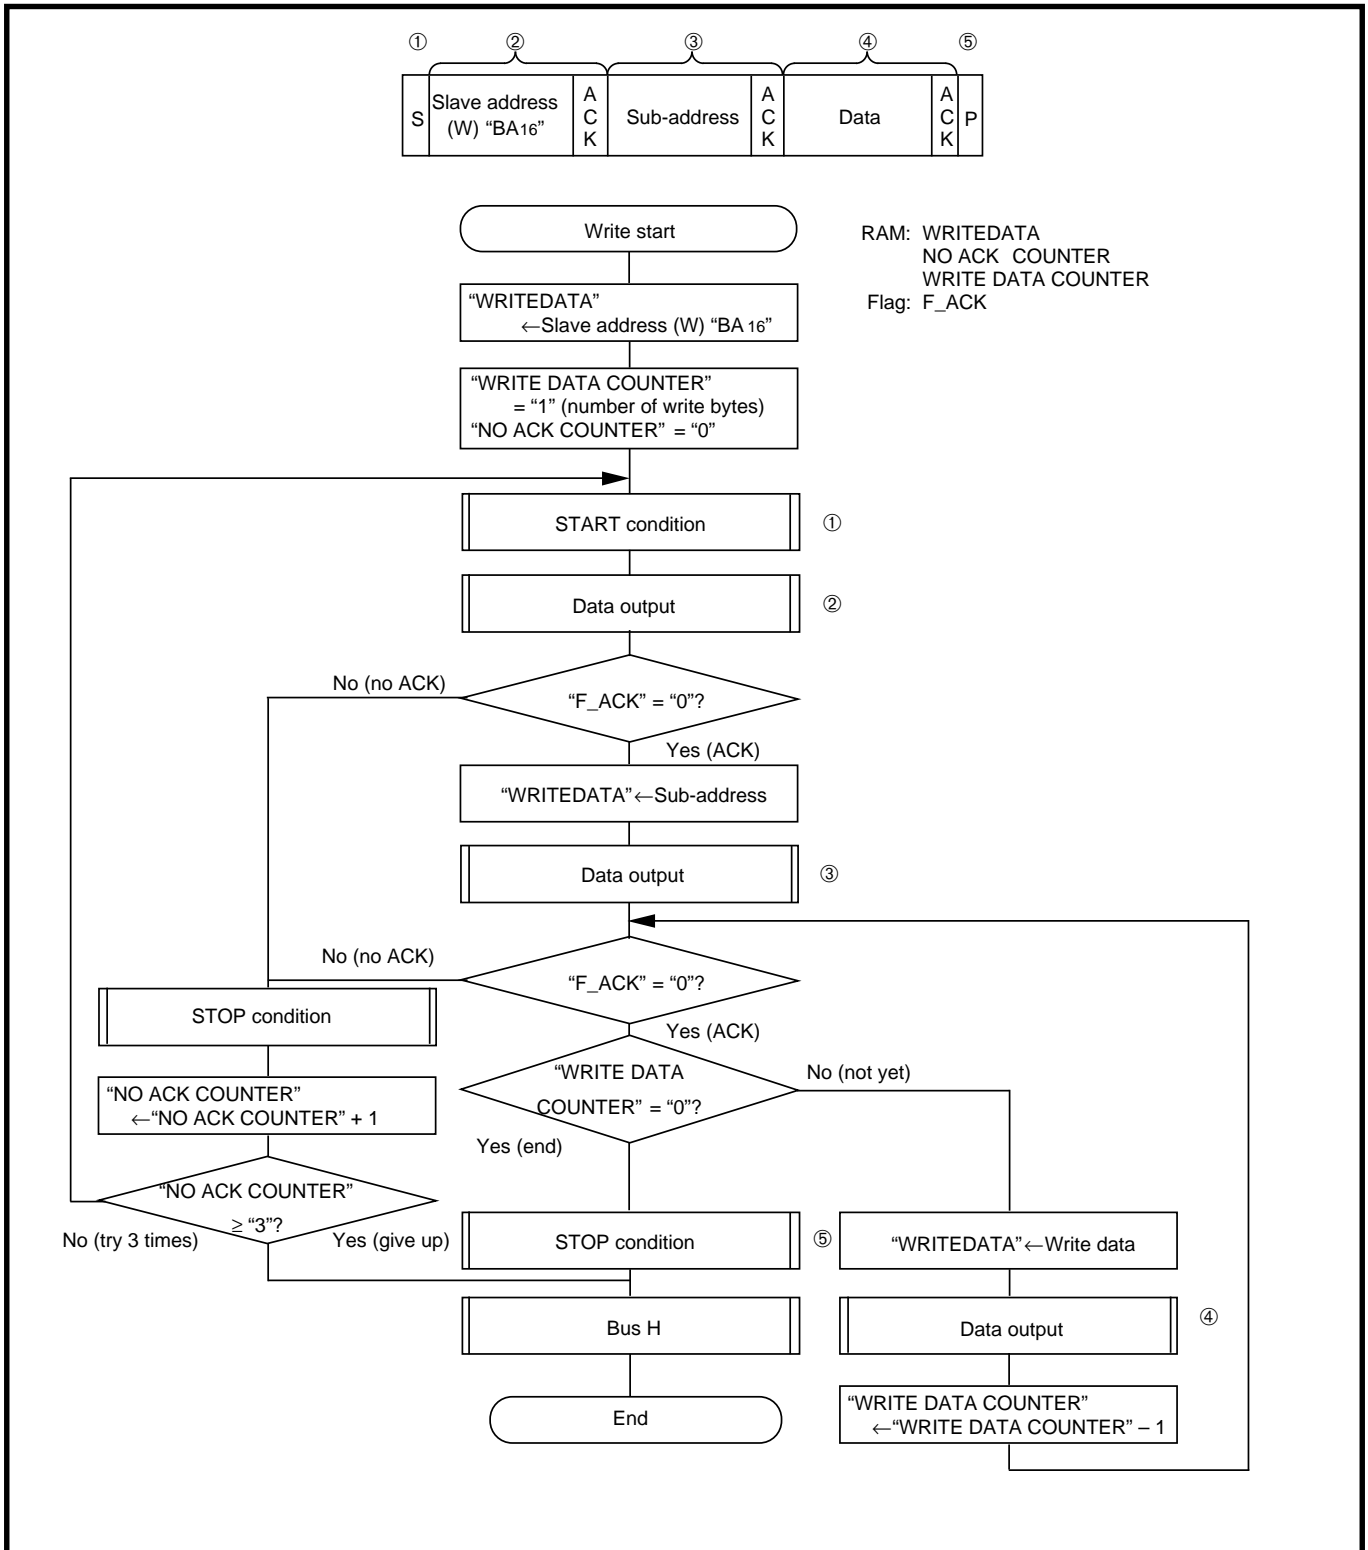 ① ② ③ ④ ⑤
S
Slave address
(W) “BA16”
A
C
K
Sub-address
A
C
K
Data
A
C
K
P
Write start
RAM: WRITEDATA
NO ACK COUNTER
WRITE DATA COUNTER
Flag: F_ACK
“WRITEDATA”
←Slave address (W) “BA16”
“WRITE DATA COUNTER”
= “1” (number of write bytes)
“NO ACK COUNTER” = “0”
START condition ①
Data output ②
No (no ACK)
“F_ACK” = “0”?
Yes (ACK)
“WRITEDATA”←Sub-address
Data output ③
No (no ACK)
“F_ACK” = “0”?
Yes (ACK)
STOP condition
“NO ACK COUNTER”
←“NO ACK COUNTER” + 1
“NO ACK COUNTER”
≥ “3”?
No (try 3 times)
Yes (give up)
“WRITE DATA
COUNTER” = “0”?
No (not yet)
Yes (end)
STOP condition ⑤
“WRITEDATA”←Write data
Bus H
Data output ④
End
“WRITE DATA COUNTER”
←“WRITE DATA COUNTER” – 1